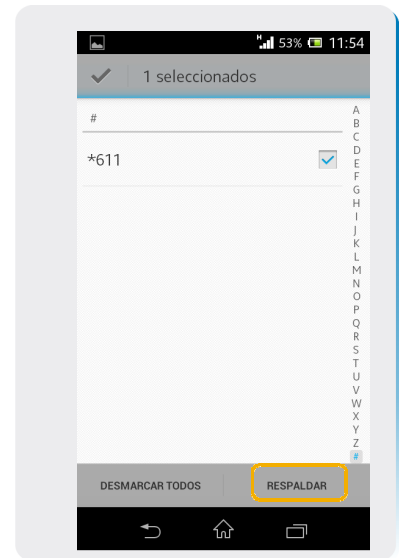 H 53% 11:54
1 seleccionados
#
*611
A
B
C
D
E
F
G
H
I
J
K
L
M
N
O
P
Q
R
S
T
U
V
W
X
Y
Z
#
DESMARCAR TODOS RESPALDAR